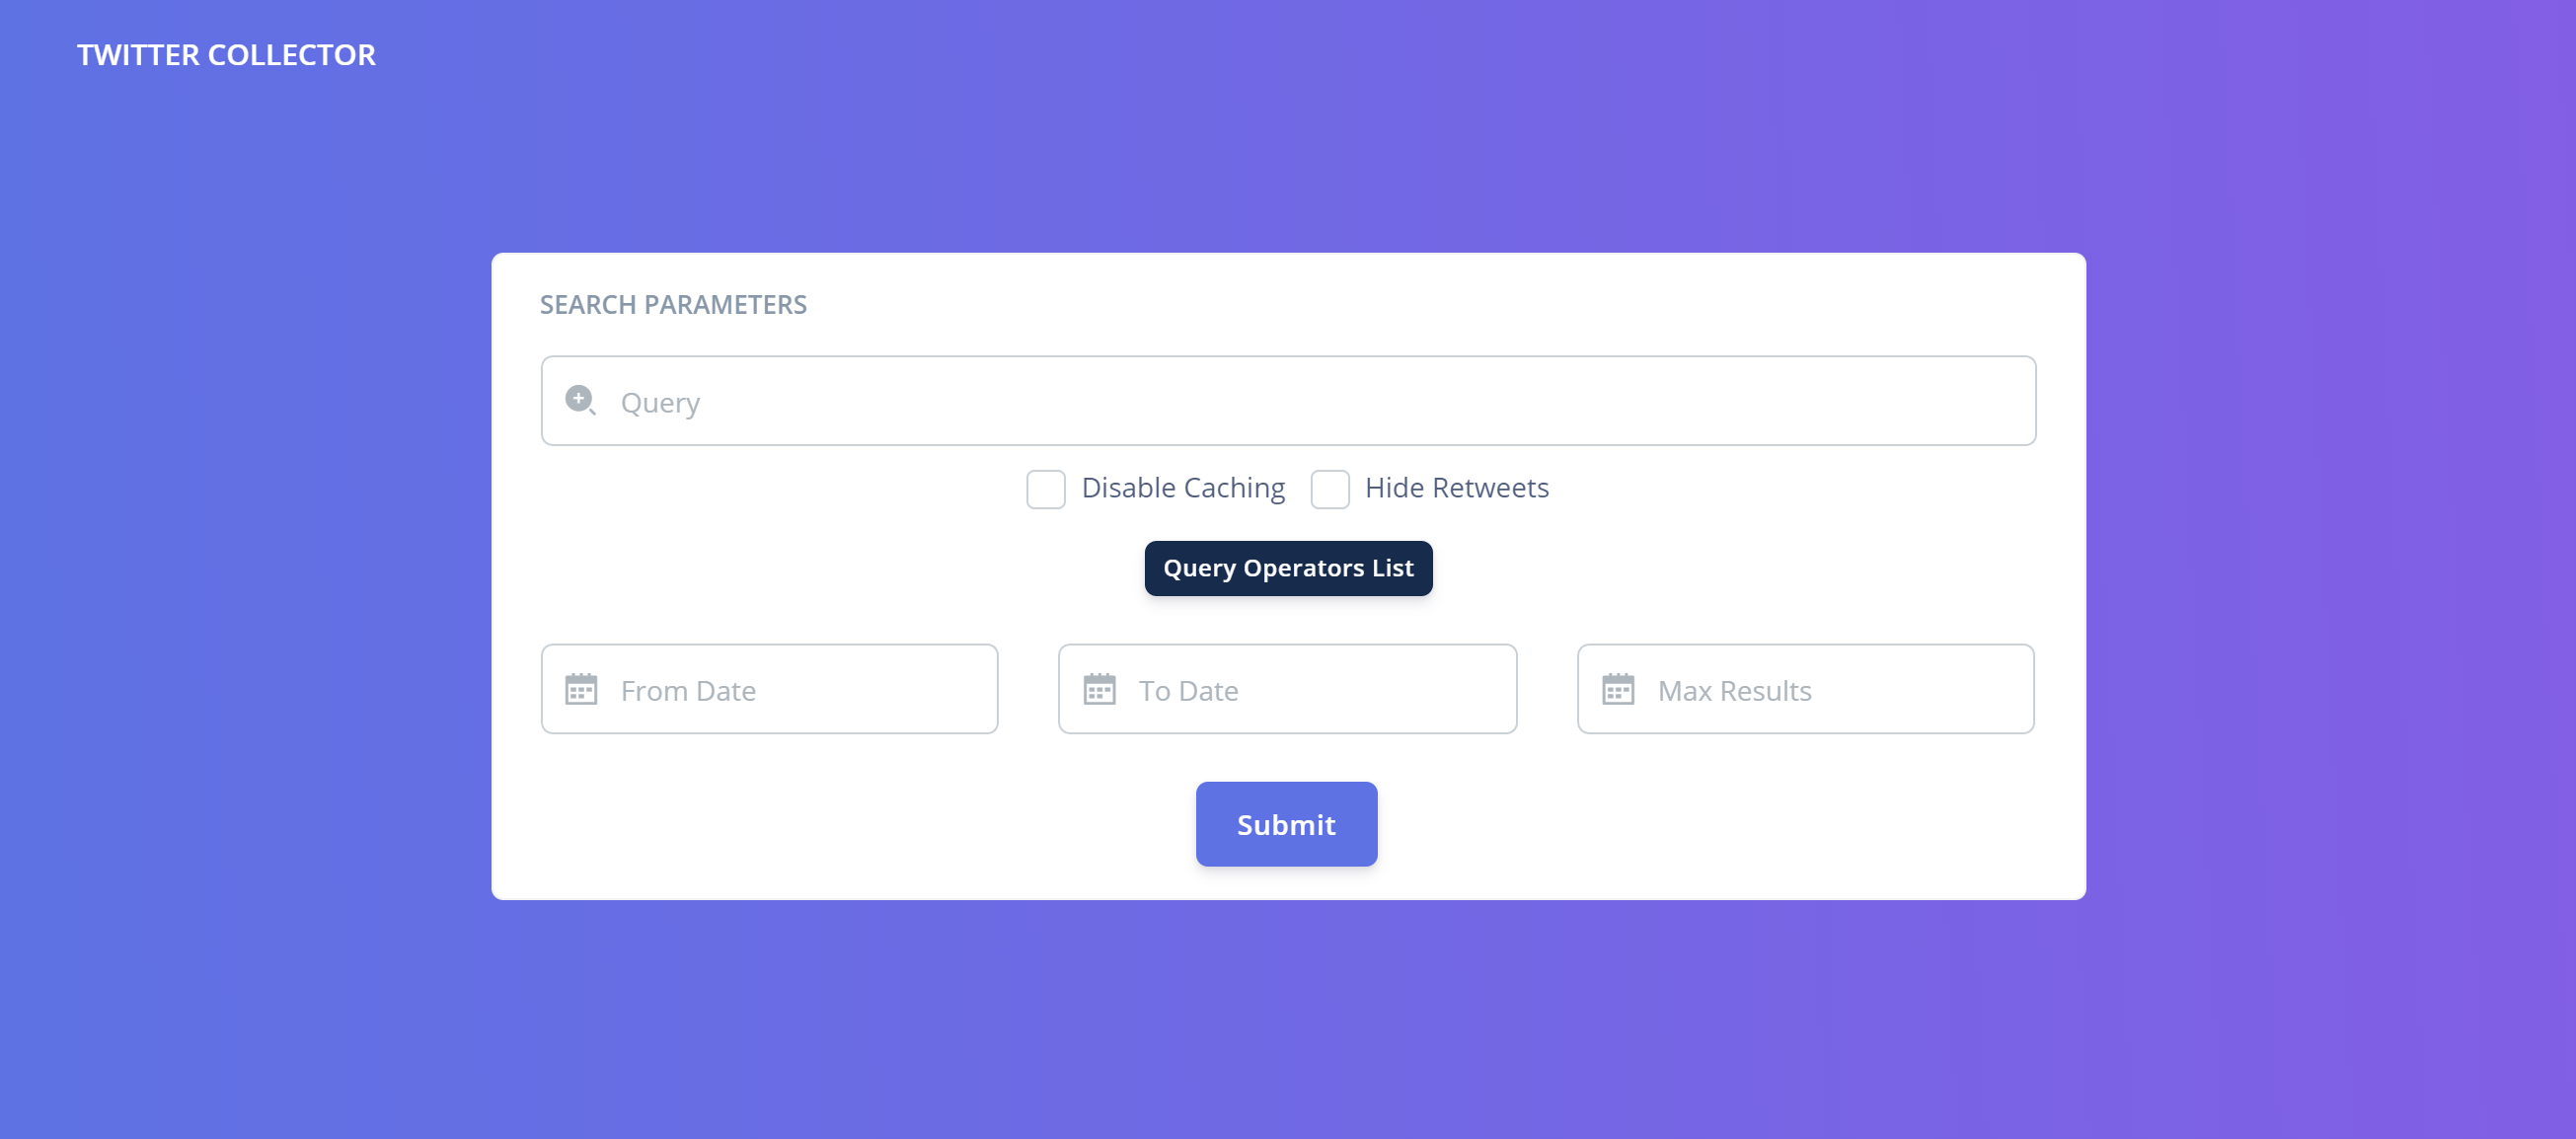 TWITTER COLLECTOR
SEARCH PARAMETERS
Query
Disable Caching Hide Retweets
Query Operators List
From Date To Date Max Results
Submit